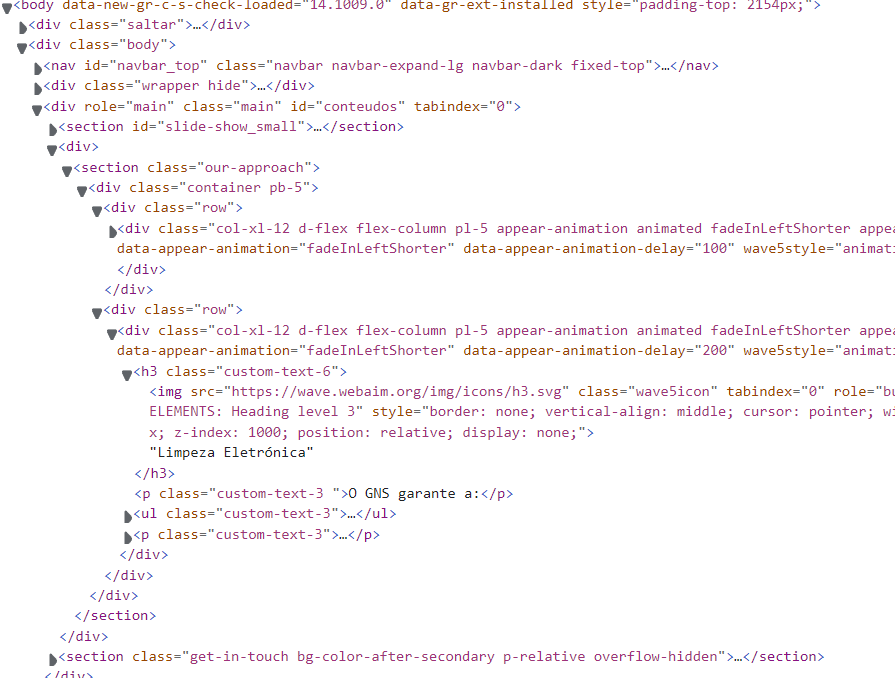 <body data-new-gr-c-s-check-loaded="14.1009.0" data-gr-ext-installed style="padding-top: 2154px;">
<div class="saltar">…</div>
<div class="body">
<nav id="navbar_top" class="navbar navbar-expand-lg navbar-dark fixed-top">…</nav>
<div class="wrapper hide">…</div>
<div role="main" class="main" id="conteudos" tabindex="0">
<section id="slide-show_small">…</section>
<div>
<section class="our-approach">
<div class="container pb-5">
<div class="row">
<div class="col-xl-12 d-flex flex-column pl-5 appear-animation animated fadeInLeftShorter appea
data-appear-animation="fadeInLeftShorter" data-appear-animation-delay="100" wave5style="animati
</div>
</div>
<div class="row">
<div class="col-xl-12 d-flex flex-column pl-5 appear-animation animated fadeInLeftShorter appea
data-appear-animation="fadeInLeftShorter" data-appear-animation-delay="200" wave5style="animati
<h3 class="custom-text-6">
<img src="https://wave.webaim.org/img/icons/h3.svg" class="wave5icon" tabindex="0" role="bu
ELEMENTS: Heading level 3" style="border: none; vertical-align: middle; cursor: pointer; wi
x; z-index: 1000; position: relative; display: none;">
"Limpeza Eletrónica"
</h3>
<p class="custom-text-3 ">O GNS garante a:</p>
<ul class="custom-text-3">…</ul>
<p class="custom-text-3">…</p>
</div>
</div>
</div>
</section>
</div>
<section class="get-in-touch bg-color-after-secondary p-relative overflow-hidden">…</section>
</div>